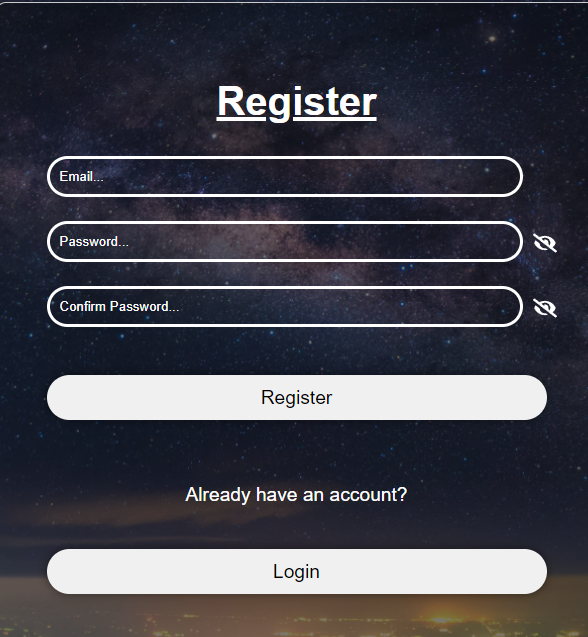 Register
Email...
Password...
Confirm Password...
Register
Already have an account?
Login